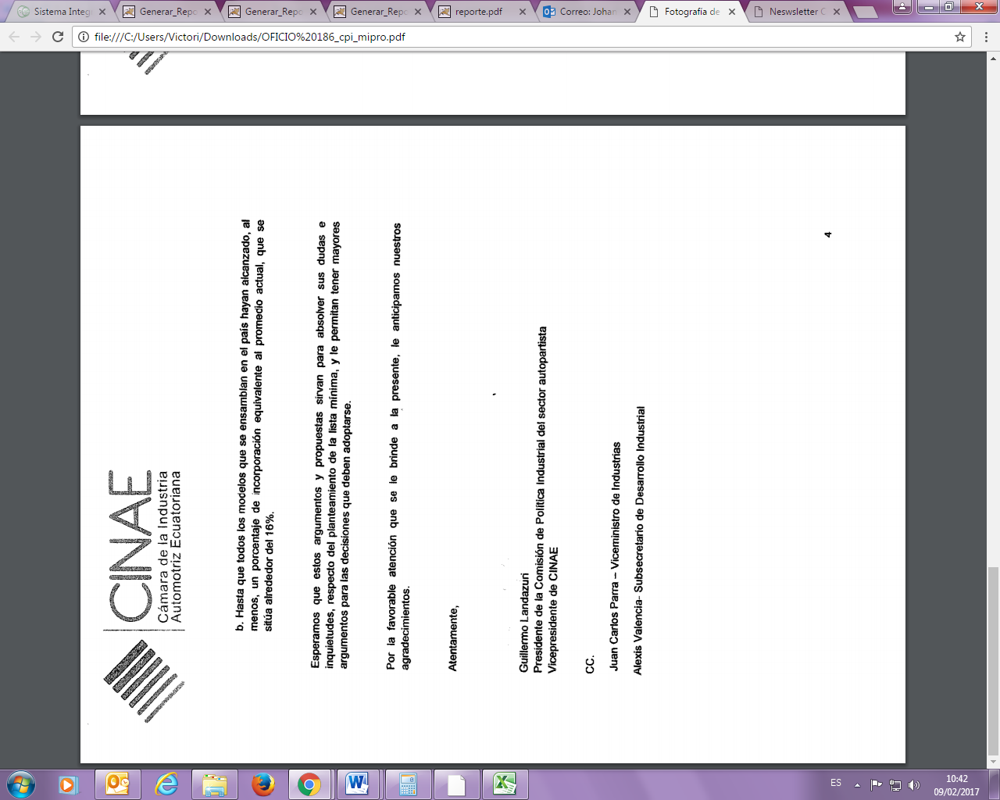 Sistema Integ
Generar_Repo
Generar_Repo
Generar_Repo
reporte.pdf
Correo: Johan
Fotografía de
Neswsletter C
file:///C:/Users/Victori/Downloads/OFICIO%20186_cpi_mipro.pdf
CINAE
Cámara de la Industria
Automotriz Ecuatoriana
b. Hasta que todos los modelos que se ensamblan en el país hayan alcanzado, al
menos, un porcentaje de incorporación equivalente al promedio actual, que se
sitúa alrededor del 16%.
Esperamos que estos argumentos y propuestas sirvan para absolver sus dudas e
inquietudes, respecto del planteamiento de la lista mínima, y le permitan tener mayores
argumentos para las decisiones que deben adoptarse.
Por la favorable atención que se le brinde a la presente, le anticipamos nuestros
agradecimientos.
Atentamente,
Guillermo Landazuri
Presidente de la Comisión de Política Industrial del sector autopartista
Vicepresidente de CINAE
CC.
Juan Carlos Parra – Viceministro de Industrias
Alexis Valencia- Subsecretario de Desarrollo Industrial
4
ES
10:42
09/02/2017